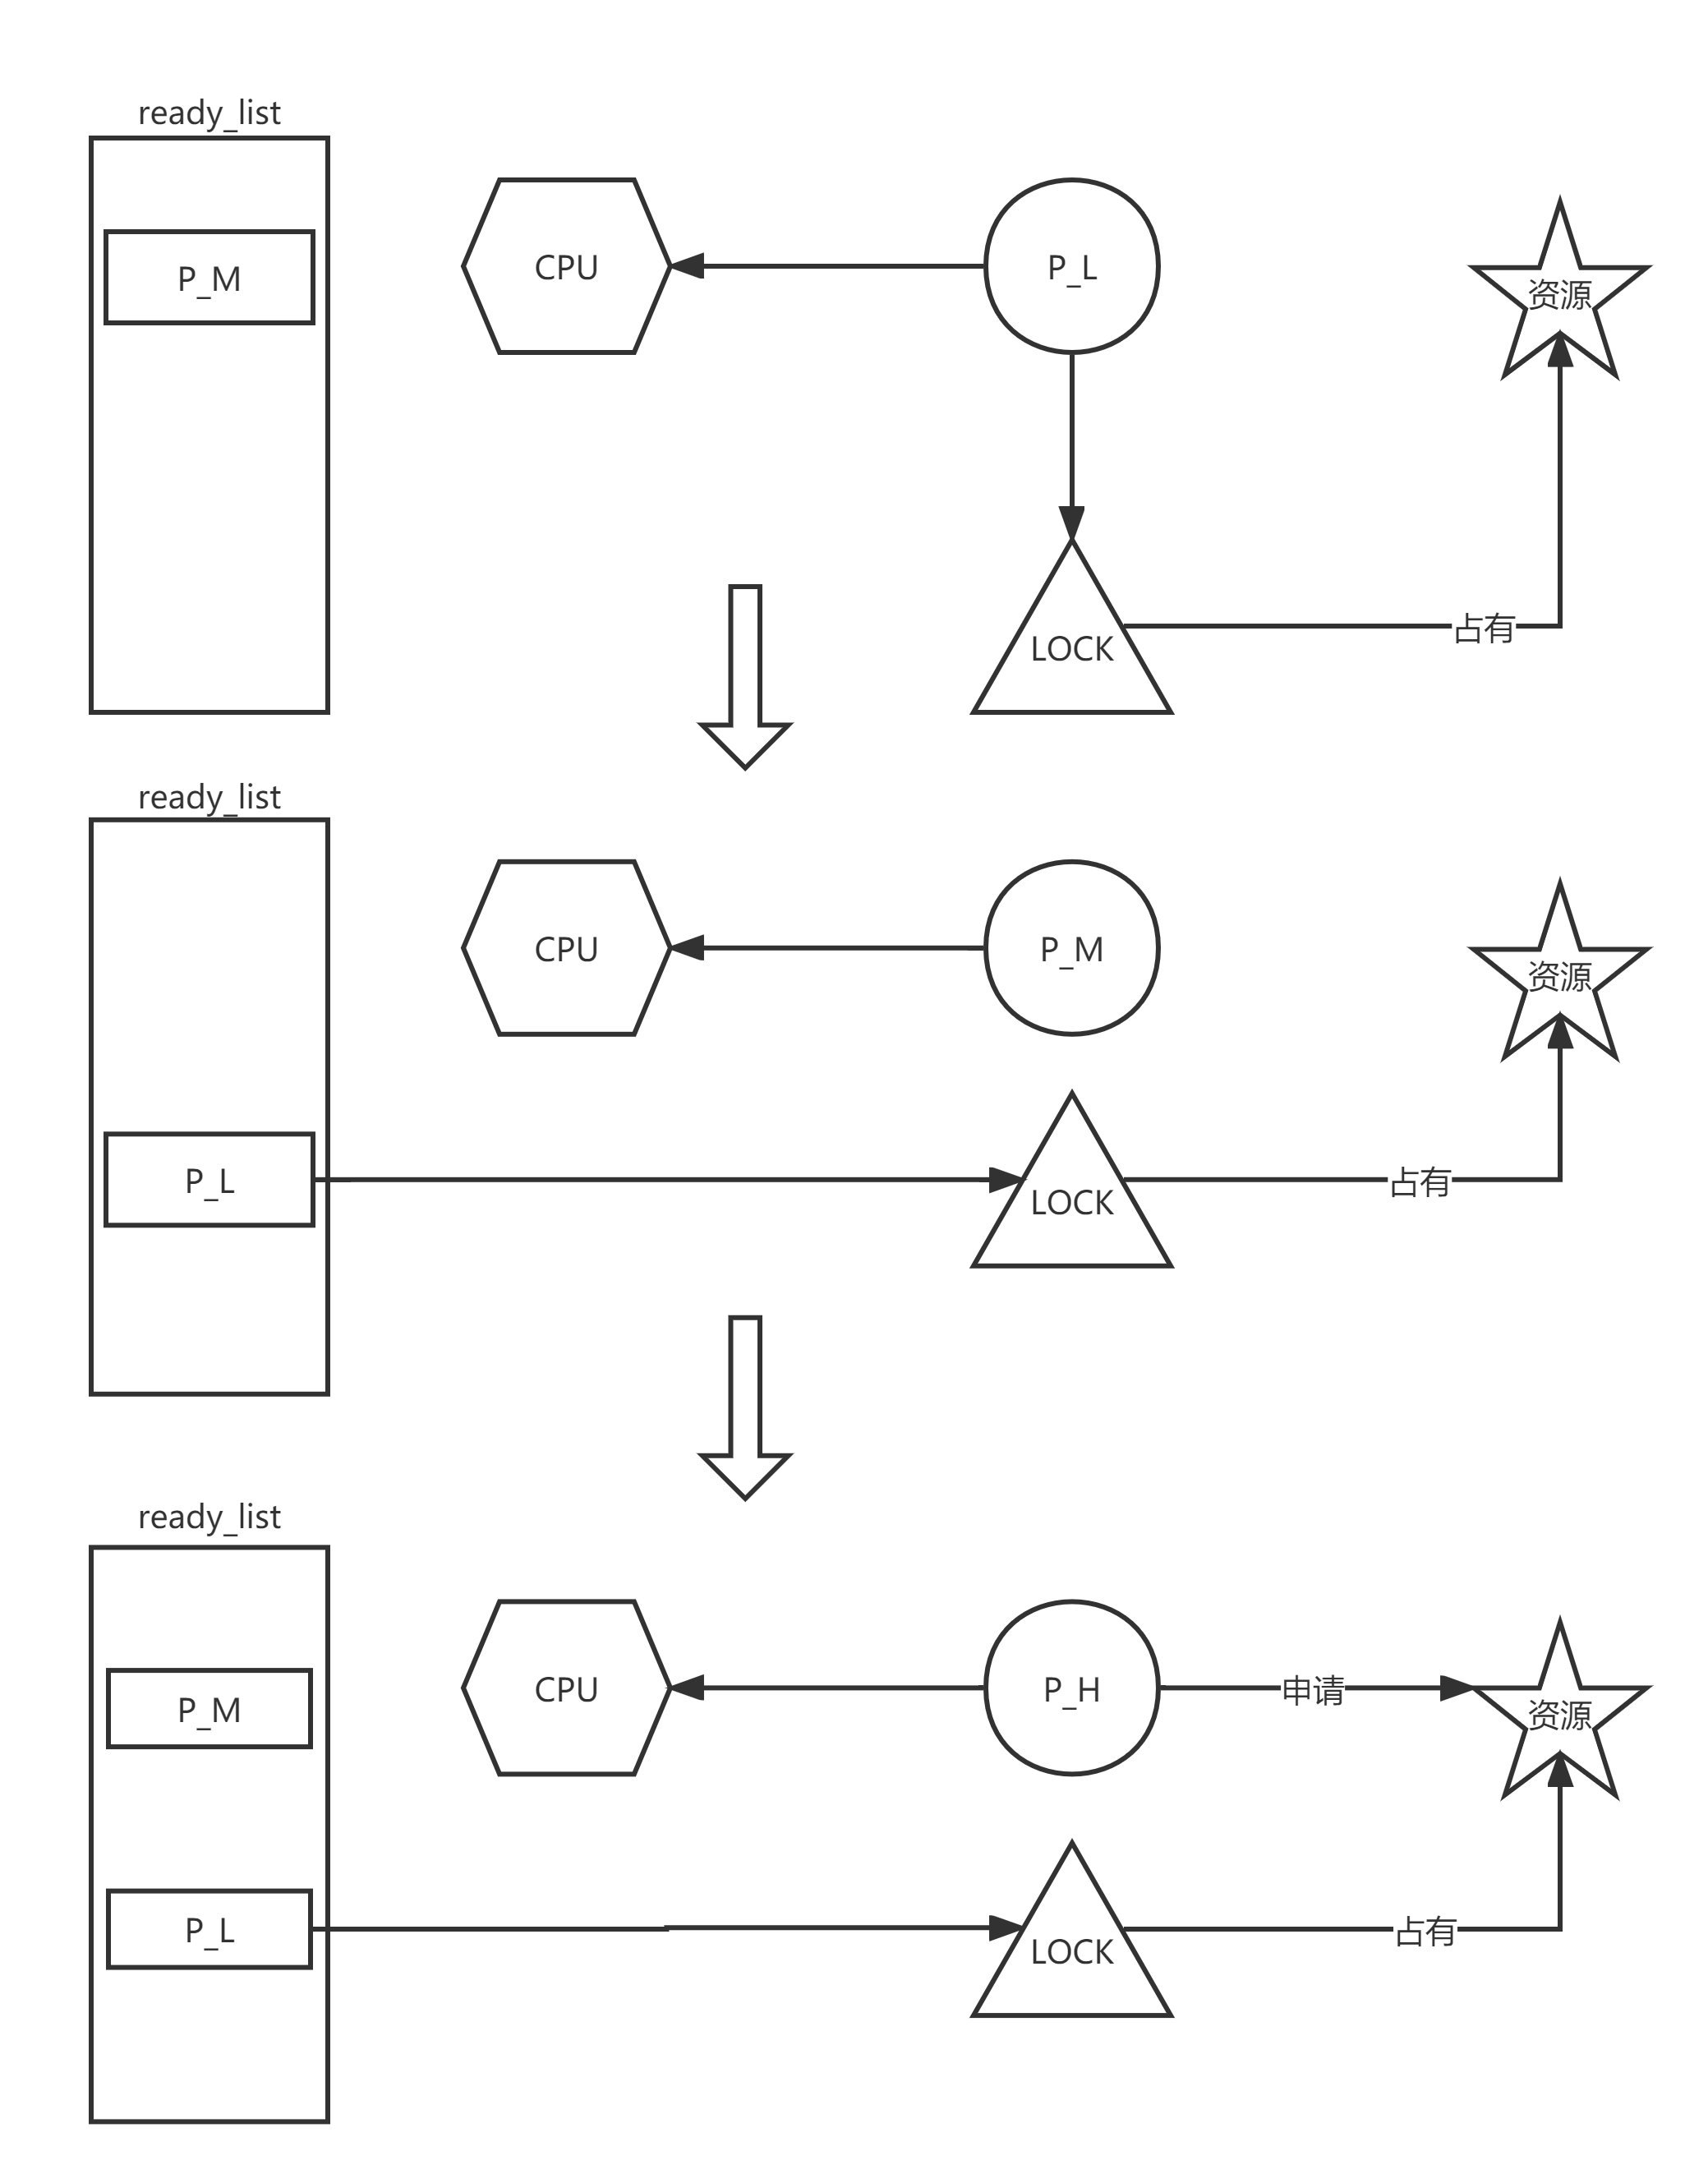 ready_list
P_M
CPU
P_L
资源
LOCK
占有
ready_list
CPU
P_M
资源
P_L
LOCK
占有
ready_list
P_M
CPU
P_H
申请
资源
P_L
LOCK
占有